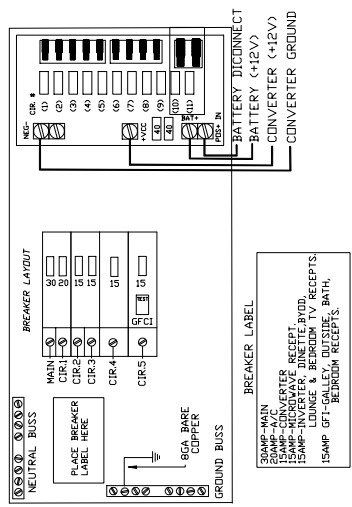 BATTERY DICONNECT
BATTERY (+12V)
CONVERTER (+12V)
CONVERTER GROUND
CIR. #
(1)
(2)
(3)
(4)
(5)
(6)
(7)
(8)
(9)
(10)
(11)
NEG-
+VCC
40
40
BAT+
POS+ IN
BREAKER LAYOUT
30
20
15
15
15
15
TEST
GFCI
MAIN
CIR.1
CIR.2
CIR.3
CIR.4
CIR.5
NEUTRAL BUSS
PLACE BREAKER
LABEL HERE
8GA BARE
COPPER
GROUND BUSS
BREAKER LABEL
30AMP-MAIN
20AMP-A/C
15AMP-CONVERTER
15AMP-MICROWAVE RECEPT.
15AMP-INVERTER, DINETTE,BYOD,
LOUNGE & BEDROOM TV RECEPTS.
15AMP GFI-GALLEY, OUTSIDE, BATH,
BEDROOM RECEPTS.